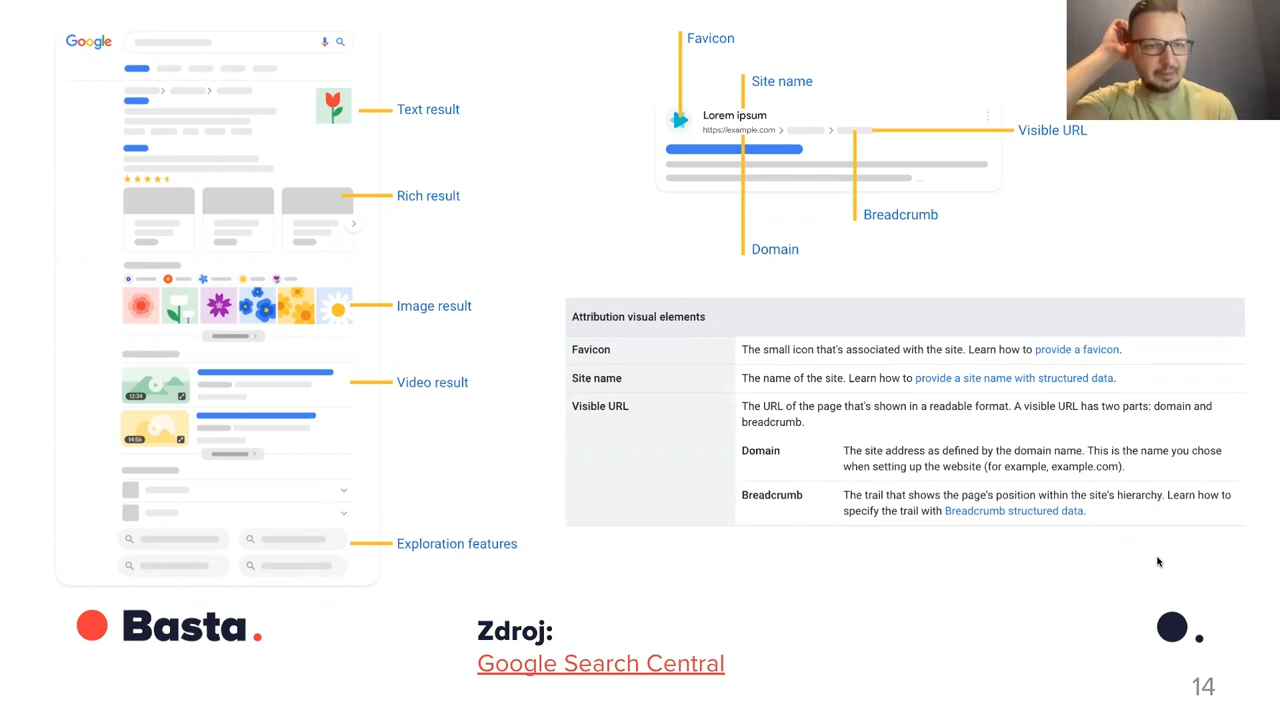 Google
Text result
Rich result
Image result
Video result
12:34
14:56
Exploration features
Favicon
Site name
Lorem ipsum
https://example.com
Visible URL
Breadcrumb
Domain
...
Attribution visual elements
Favicon
The small icon that's associated with the site. Learn how to provide a favicon.
Site name
The name of the site. Learn how to provide a site name with structured data.
Visible URL
The URL of the page that's shown in a readable format. A visible URL has two parts: domain and
breadcrumb.
Domain
The site address as defined by the domain name. This is the name you chose
when setting up the website (for example, example.com).
Breadcrumb
The trail that shows the page's position within the site's hierarchy. Learn how to
specify the trail with Breadcrumb structured data.
Basta.
Zdroj:
Google Search Central
14